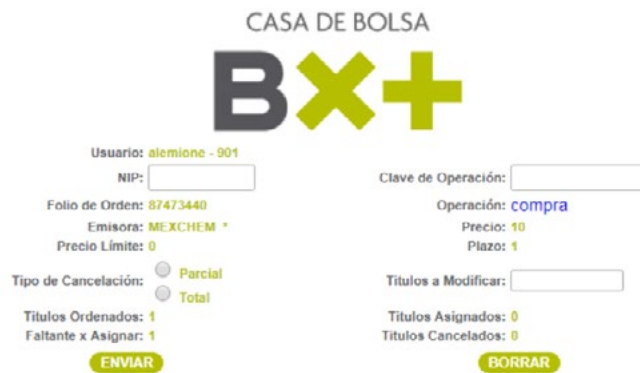 CASA DE BOLSA
BX+
Usuario: alemione - 901
NIP: Clave de Operación:
Folio de Orden: 87473440 Operación: compra
Emisora: MEXCHEM * Precio: 10
Precio Límite: 0 Plazo: 1
Tipo de Cancelación: Parcial Titulos a Modificar:
Total
Titulos Ordenados: 1 Titulos Asignados: 0
Faltante x Asignar: 1 Titulos Cancelados: 0
ENVIAR BORRAR